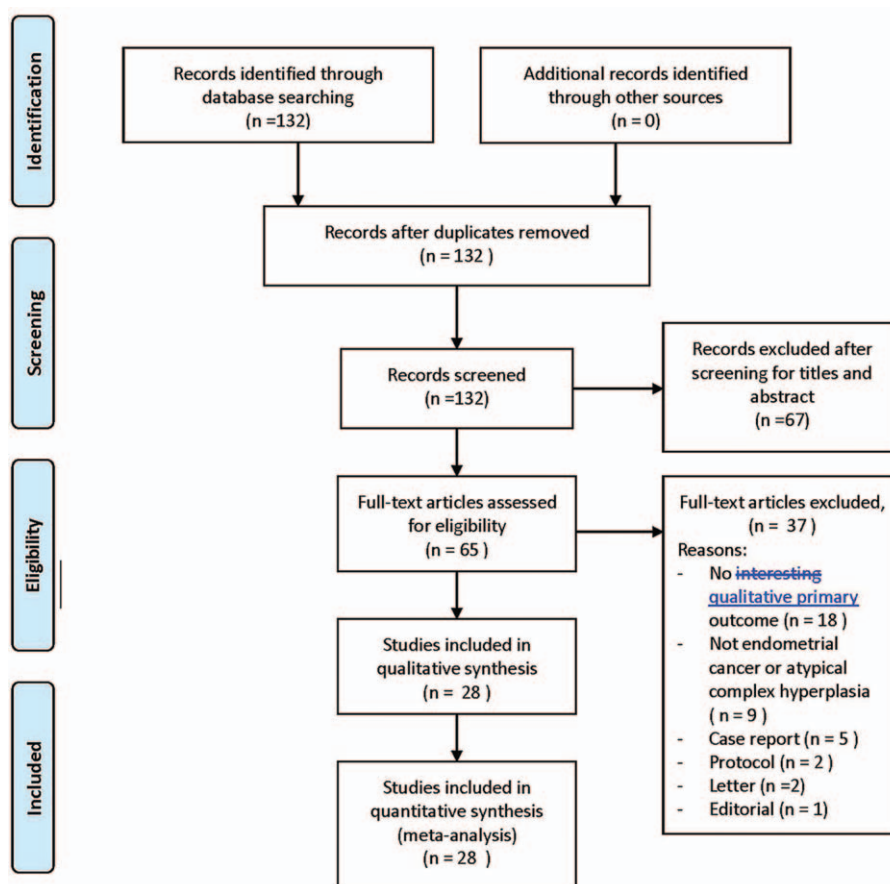 Identification
Records identified through
database searching
(n =132)
Additional records identified
through other sources
(n = 0)
Records after duplicates removed
(n = 132 )
Screening
Records screened
(n =132)
Records excluded after
screening for titles and
abstract
(n =67)
Eligibility
Full-text articles assessed
for eligibility
(n = 65 )
Full-text articles excluded,
(n = 37 )
Reasons:
- No interesting
qualitative primary
outcome (n = 18 )
- Not endometrial
cancer or atypical
complex hyperplasia
( n = 9 )
- Case report (n = 5 )
- Protocol (n = 2 )
- Letter (n =2)
- Editorial (n = 1)
Studies included in
qualitative synthesis
(n = 28 )
Included
Studies included in
quantitative synthesis
(meta-analysis)
(n = 28 )